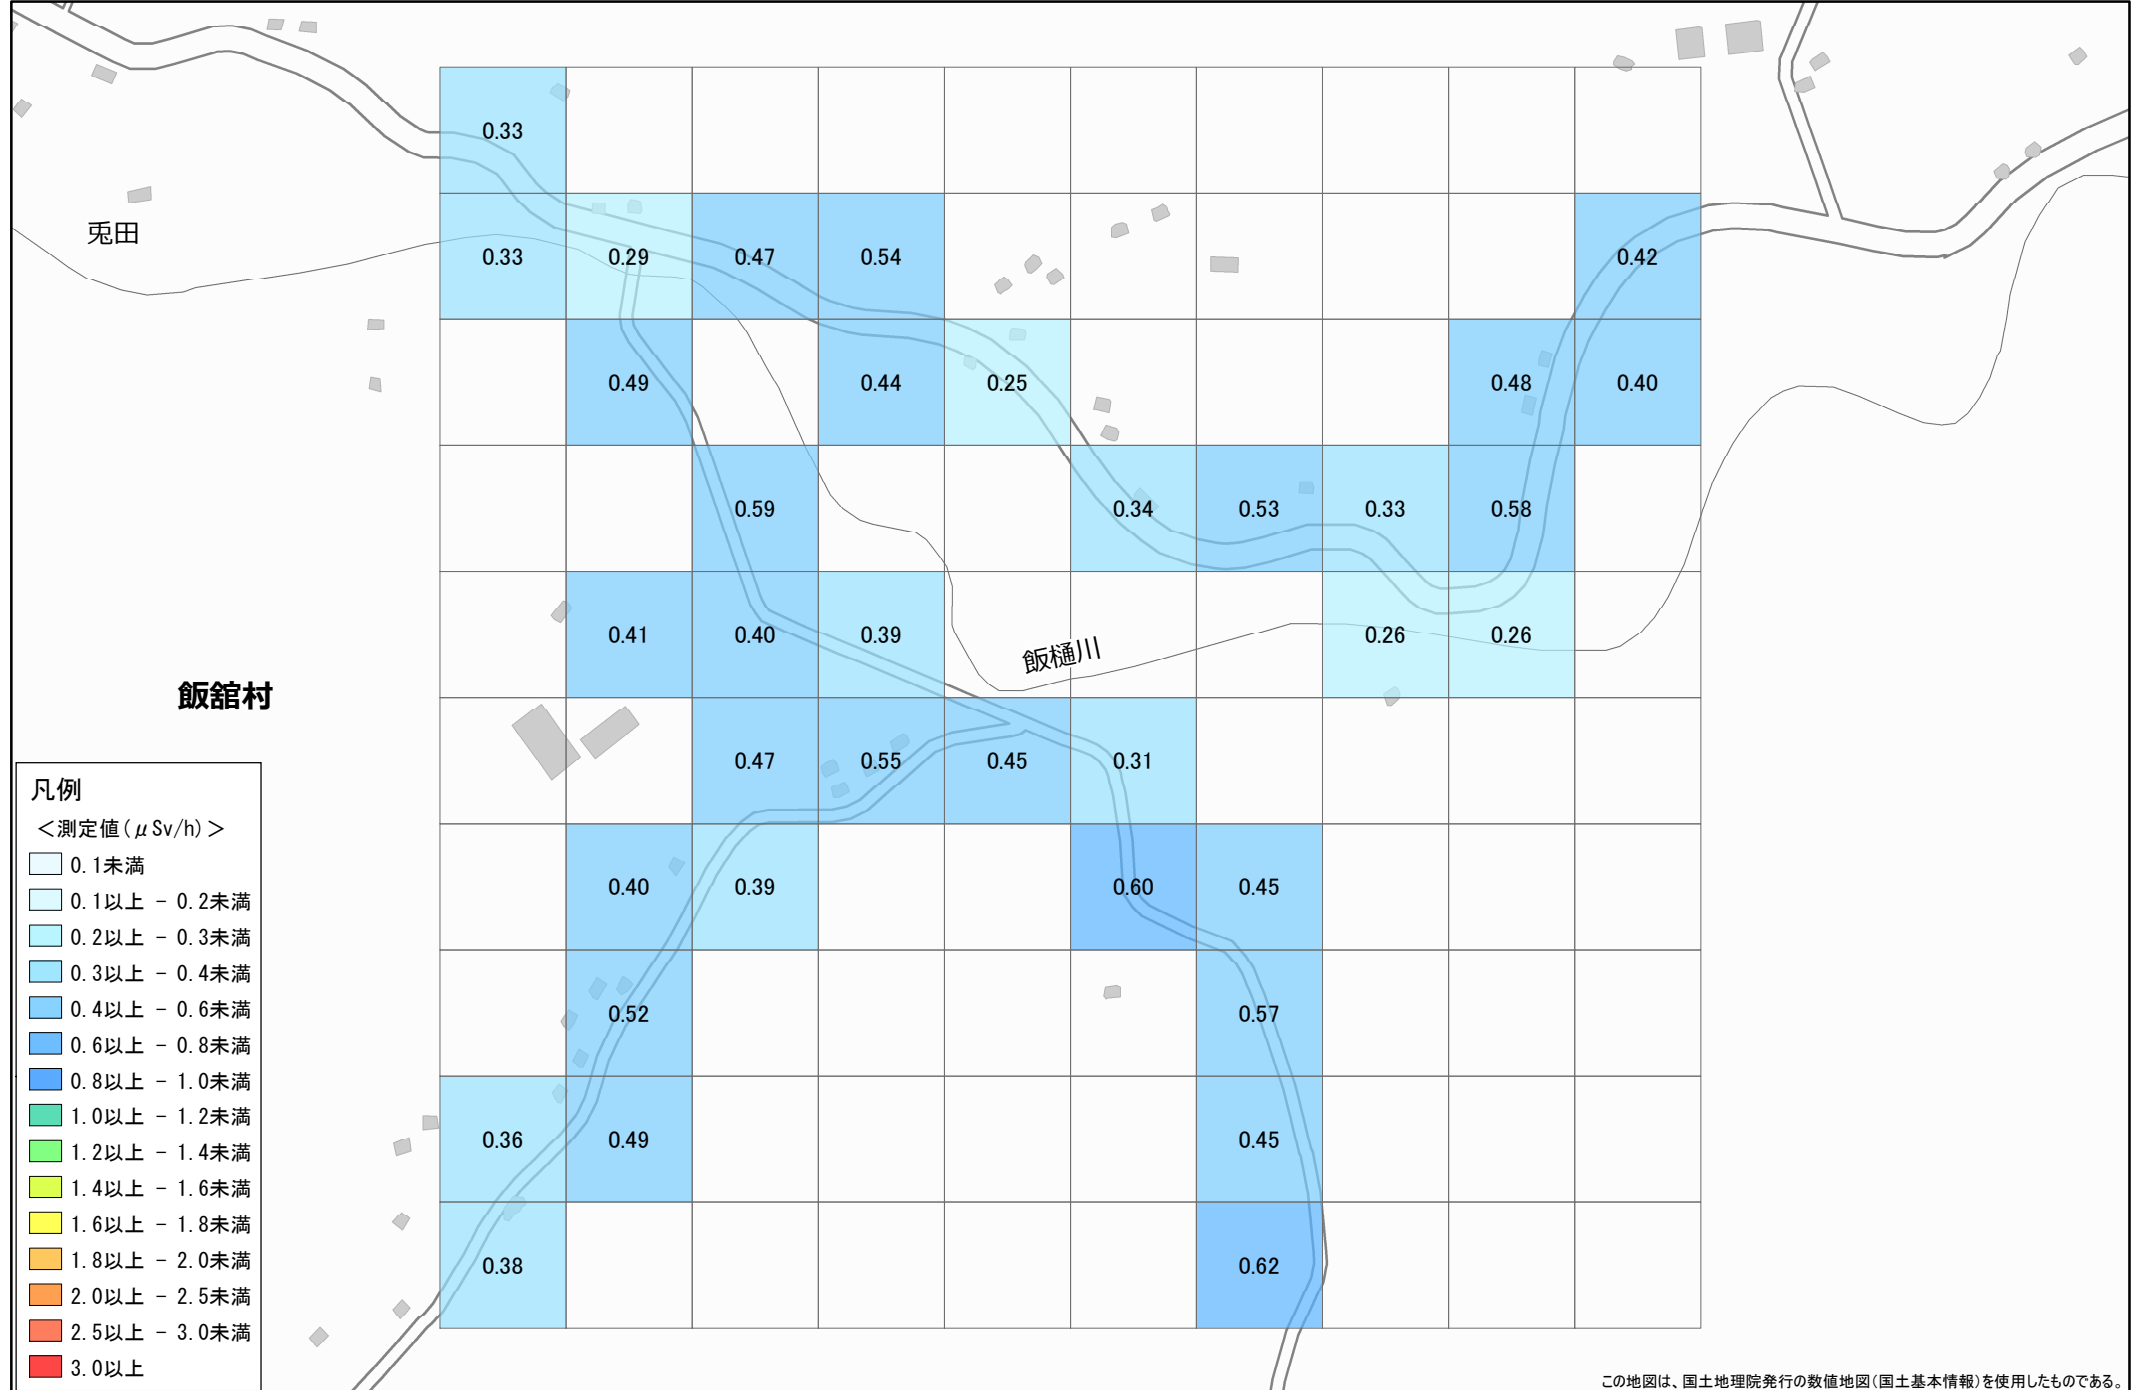 0.33
兎田
0.33 0.29 0.47 0.54 0.42
0.49 0.44 0.25 0.48 0.40
0.59 0.34 0.53 0.33 0.58
0.41 0.40 0.39 0.26 0.26
飯樋川
飯舘村
0.47 0.55 0.45 0.31
0.40 0.39 0.60 0.45
0.52 0.57
0.36 0.49 0.45
0.38 0.62
凡例
＜測定値(μSv/h)＞
0.1未満
0.1以上 － 0.2未満
0.2以上 － 0.3未満
0.3以上 － 0.4未満
0.4以上 － 0.6未満
0.6以上 － 0.8未満
0.8以上 － 1.0未満
1.0以上 － 1.2未満
1.2以上 － 1.4未満
1.4以上 － 1.6未満
1.6以上 － 1.8未満
1.8以上 － 2.0未満
2.0以上 － 2.5未満
2.5以上 － 3.0未満
3.0以上
この地図は、国土地理院発行の数値地図(国土基本情報)を使用したものである。